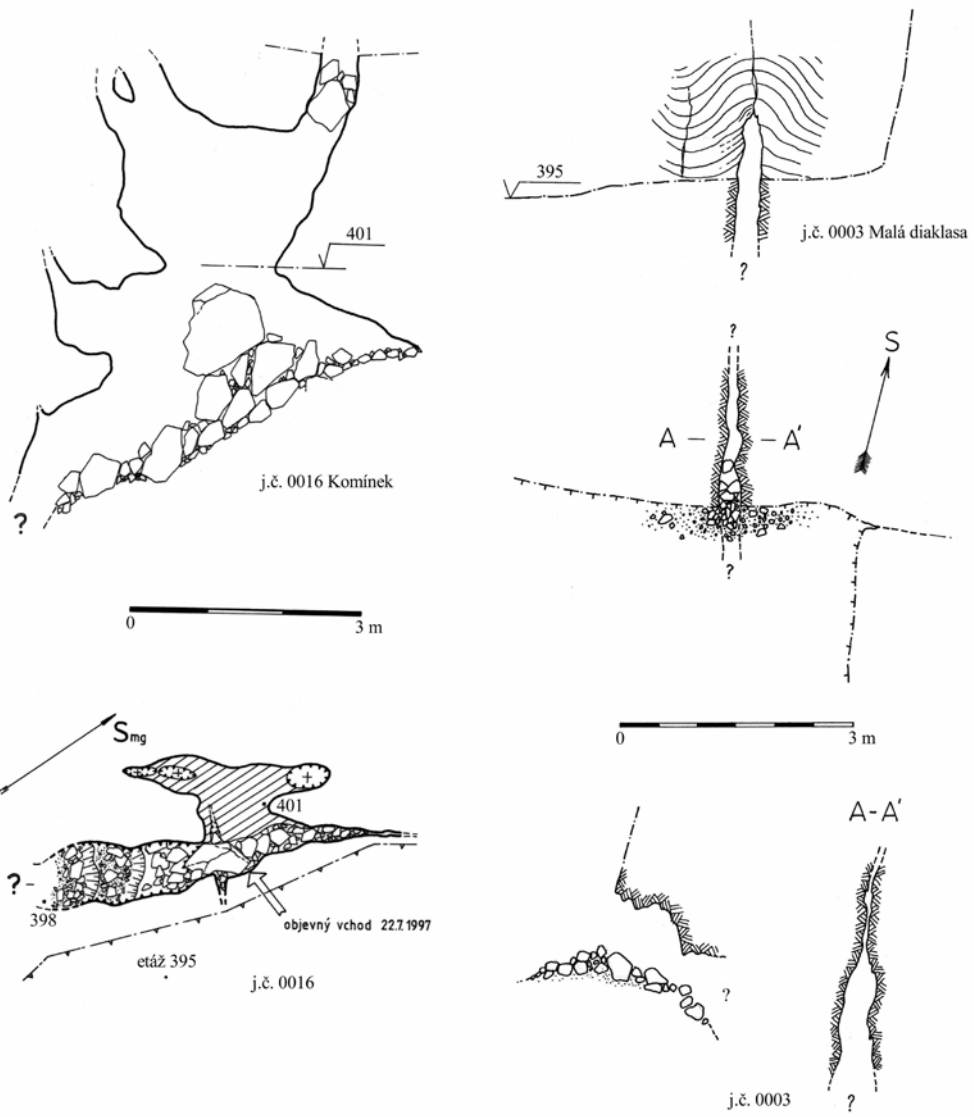 401
j.č. 0016 Komínek
?
0
3 m
Smg
401
?
398
objevný vchod 22.7.1997
etáž 395
j.č. 0016
395
j.č. 0003 Malá diaklasa
?
?
S
A
A'
?
0
3 m
A-A'
?
j.č. 0003
?